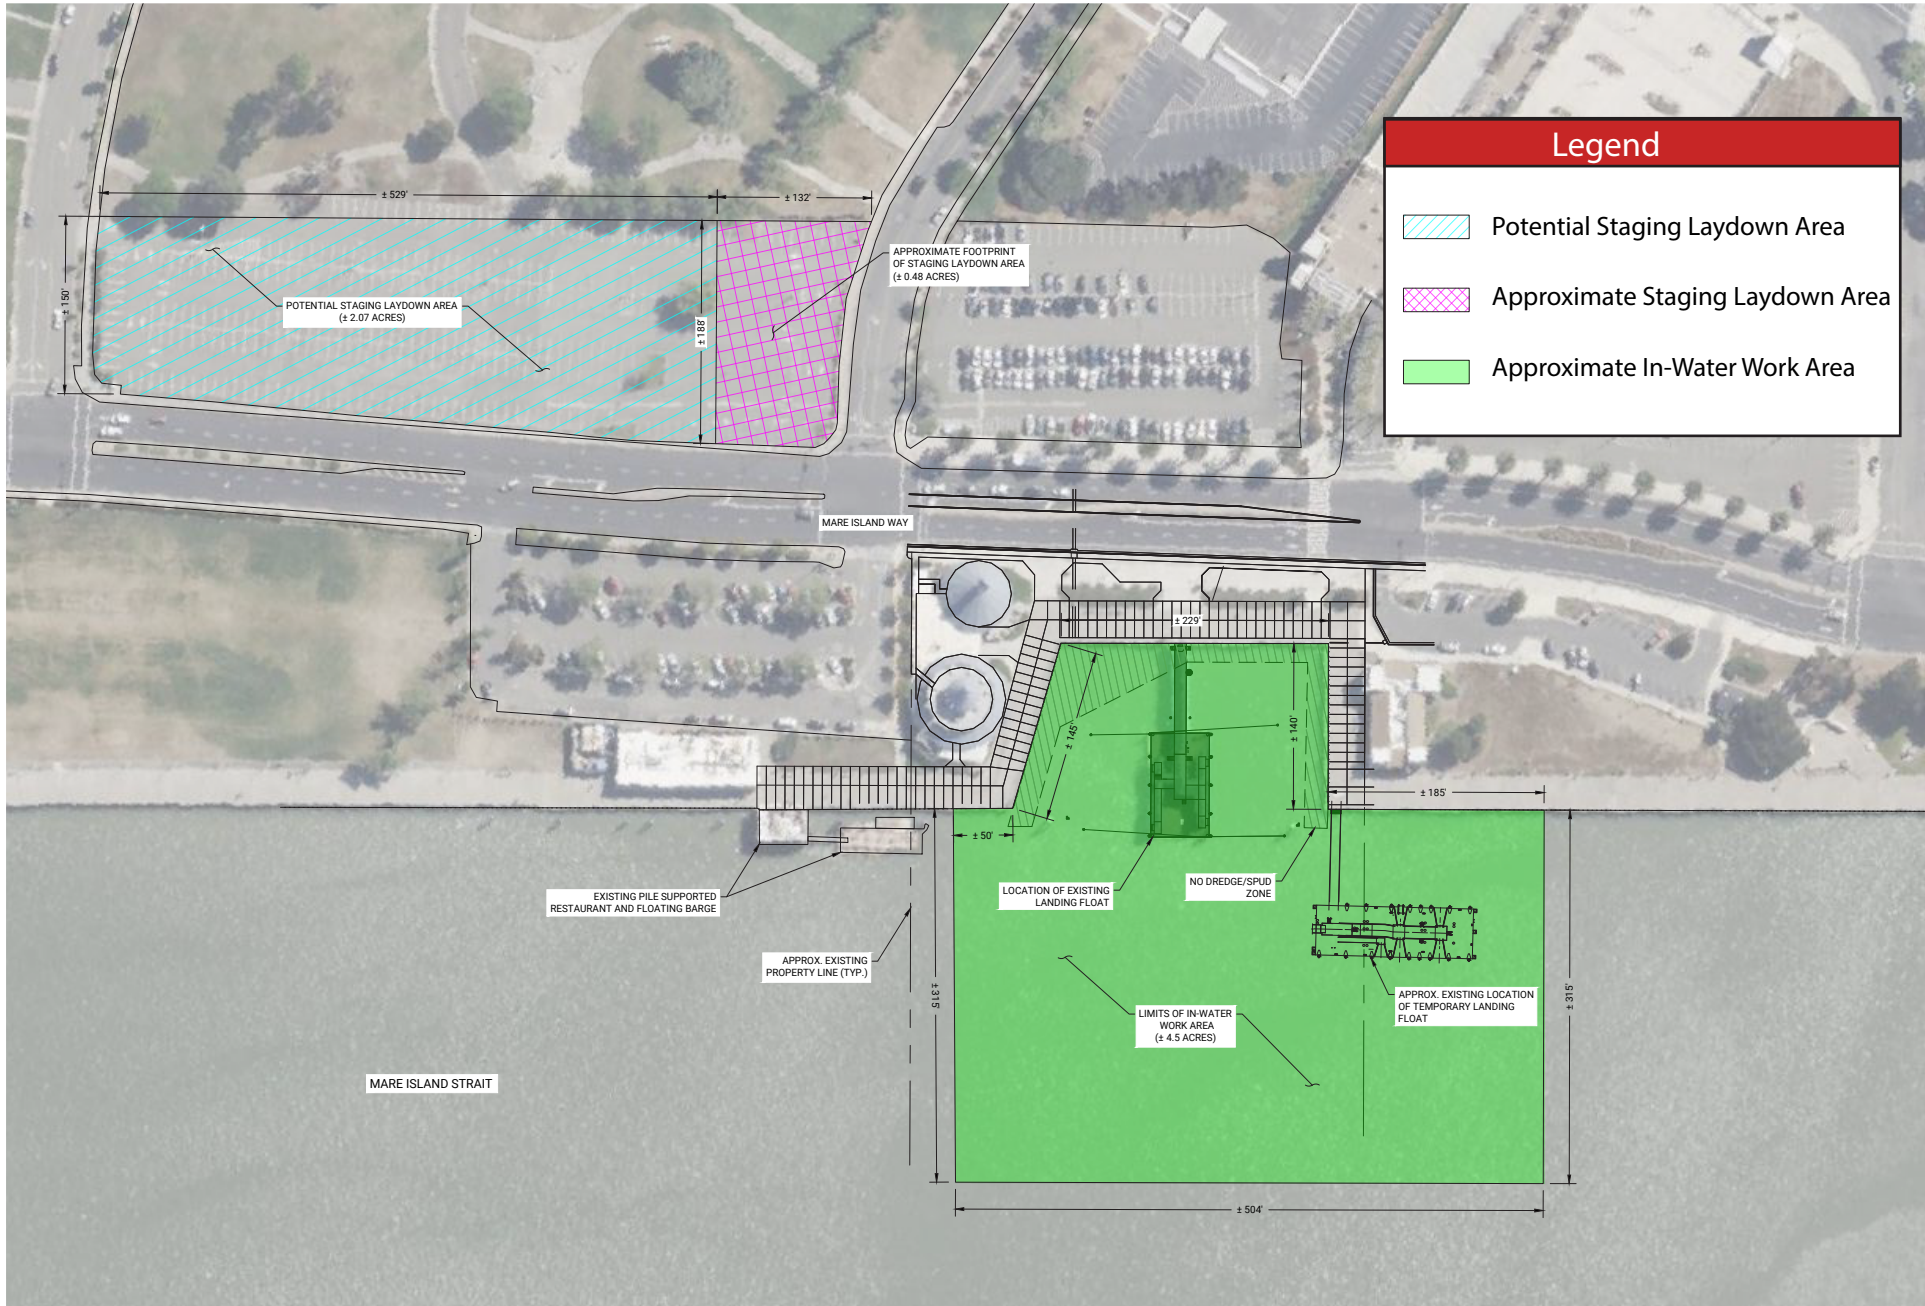 Legend
Potential Staging Laydown Area
Approximate Staging Laydown Area
Approximate In-Water Work Area
± 529'
± 132'
± 150'
± 188'
APPROXIMATE FOOTPRINT
OF STAGING LAYDOWN AREA
(± 0.48 ACRES)
POTENTIAL STAGING LAYDOWN AREA
(± 2.07 ACRES)
MARE ISLAND WAY
± 229'
± 145'
± 140'
± 185'
± 50'
EXISTING PILE SUPPORTED
RESTAURANT AND FLOATING BARGE
LOCATION OF EXISTING
LANDING FLOAT
NO DREDGE/SPUD
ZONE
APPROX. EXISTING
PROPERTY LINE (TYP.)
± 315'
± 315'
APPROX. EXISTING LOCATION
OF TEMPORARY LANDING
FLOAT
LIMITS OF IN-WATER
WORK AREA
(± 4.5 ACRES)
MARE ISLAND STRAIT
± 504'